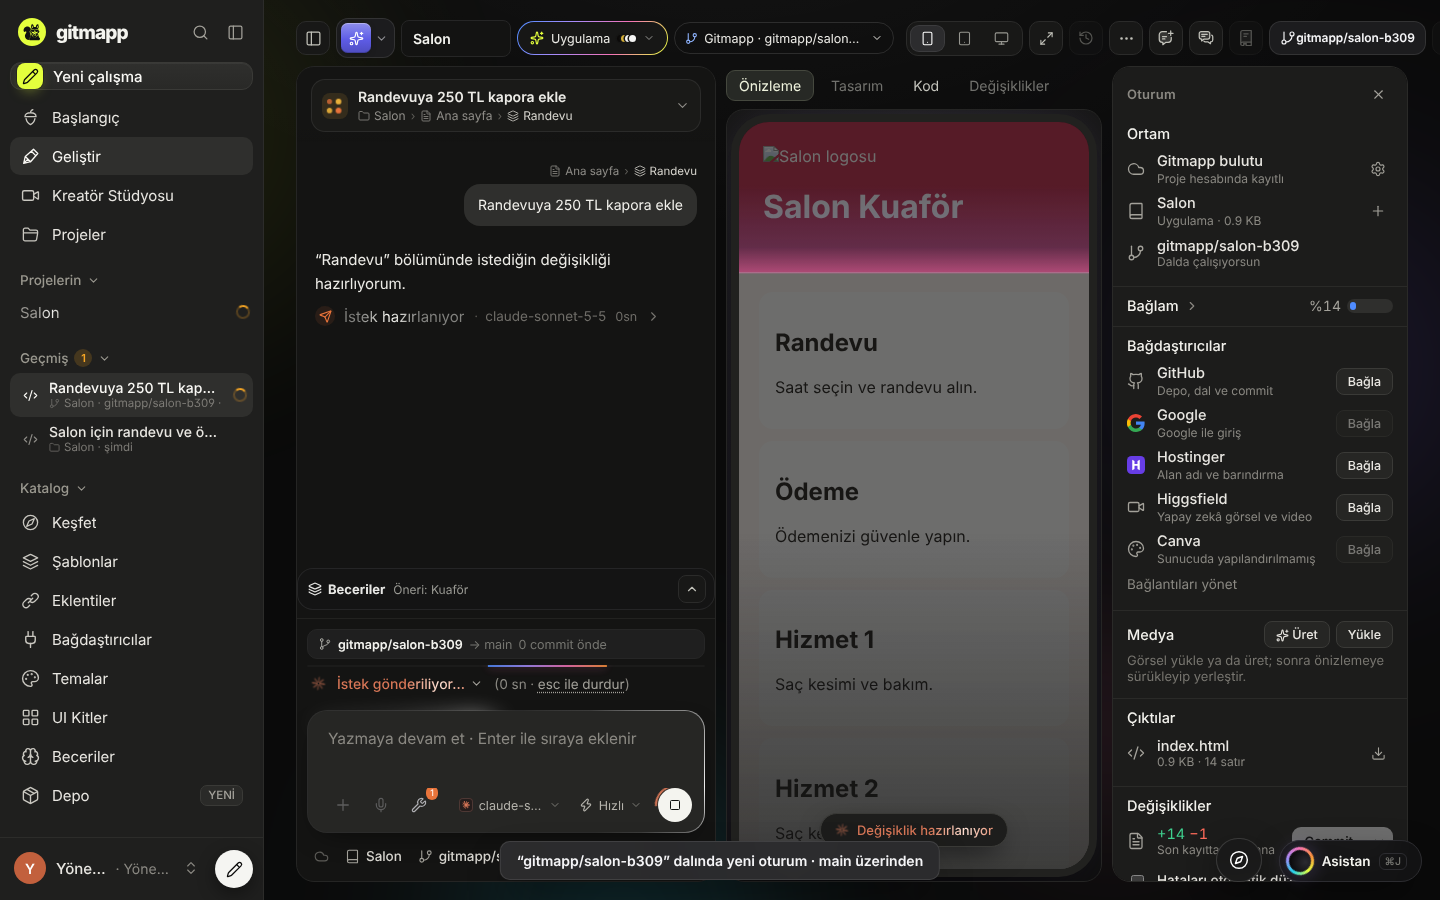 gitmapp
Yeni çalışma
Başlangıç
Geliştir
Kreatör Stüdyosu
Projeler
Projelerin
Salon
Geçmiş 1
Randevuya 250 TL kap...
Salon · gitmapp/salon-b309 ·
Salon için randevu ve ö...
Salon · şimdi
Katalog
Keşfet
Şablonlar
Eklentiler
Bağdaştırıcılar
Temalar
UI Kitler
Beceriler
Depo YENİ
Y Yöne... · Yöne...
Salon
Uygulama
Gitmapp · gitmapp/salon...
gitmapp/salon-b309
Randevuya 250 TL kapora ekle
Salon › Ana sayfa › Randevu
Ana sayfa › Randevu
Randevuya 250 TL kapora ekle
“Randevu” bölümünde istediğin değişikliği
hazırlıyorum.
İstek hazırlanıyor · claude-sonnet-5-5 0sn
Beceriler Öneri: Kuaför
gitmapp/salon-b309 → main 0 commit önde
İstek gönderiliyor... (0 sn · esc ile durdur)
Yazmaya devam et · Enter ile sıraya eklenir
1
claude-s... Hızlı
Salon gitmapp/s
Önizleme Tasarım Kod Değişiklikler
Salon logosu
Salon Kuaför
Randevu
Saat seçin ve randevu alın.
Ödeme
Ödemenizi güvenle yapın.
Hizmet 1
Saç kesimi ve bakım.
Hizmet 2
Saç
Değişiklik hazırlanıyor
“gitmapp/salon-b309” dalında yeni oturum · main üzerinden
Oturum
Ortam
Gitmapp bulutu
Proje hesabında kayıtlı
Salon
Uygulama · 0.9 KB
gitmapp/salon-b309
Dalda çalışıyorsun
Bağlam %14
Bağdaştırıcılar
GitHub
Depo, dal ve commit
Bağla
Google
Google ile giriş
Bağla
Hostinger
Alan adı ve barındırma
Bağla
Higgsfield
Yapay zekâ görsel ve video
Bağla
Canva
Sunucuda yapılandırılmamış
Bağla
Bağlantıları yönet
Medya Üret Yükle
Görsel yükle ya da üret; sonra önizlemeye
sürükleyip yerleştir.
Çıktılar
index.html
0.9 KB · 14 satır
Değişiklikler
+14 −1
Son kayıtta
Asistan ⌘J